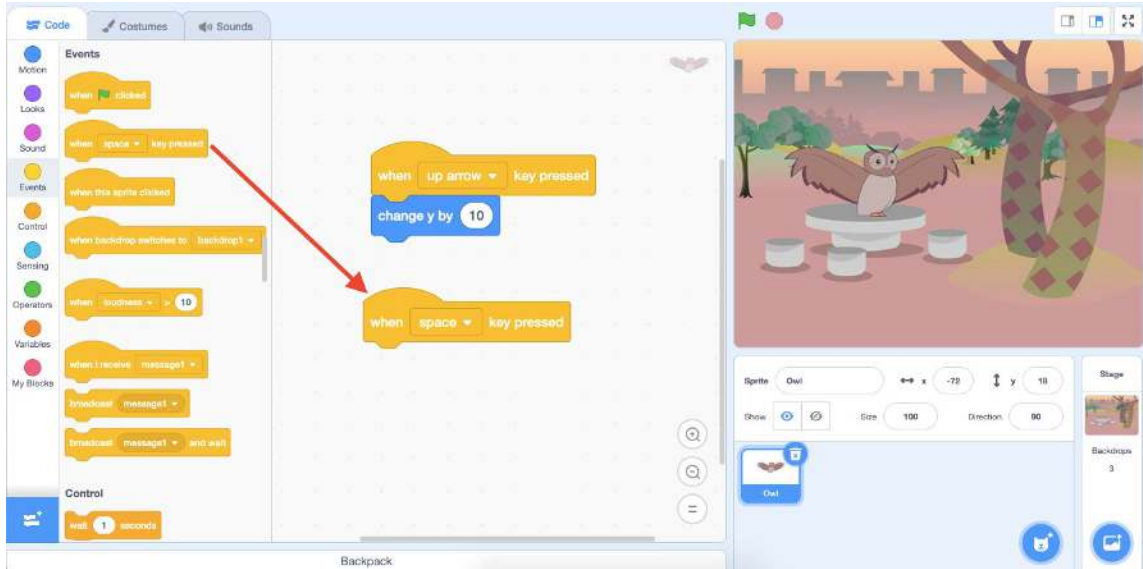 Code
Costumes
Sounds
Motion
Looks
Sound
Events
Control
Sensing
Operators
Variables
My Blocks
Events
when clicked
when space key pressed
when this sprite clicked
when backdrop switches to backdrop1
when loudness > 10
when I receive message1
broadcast message1
broadcast message1 and wait
Control
wait 1 seconds
when up arrow key pressed
change y by 10
when space key pressed
Backpack
Sprite Owl x -72 y 18
Show Size 100 Direction 90
Owl
Stage
Backdrops
3